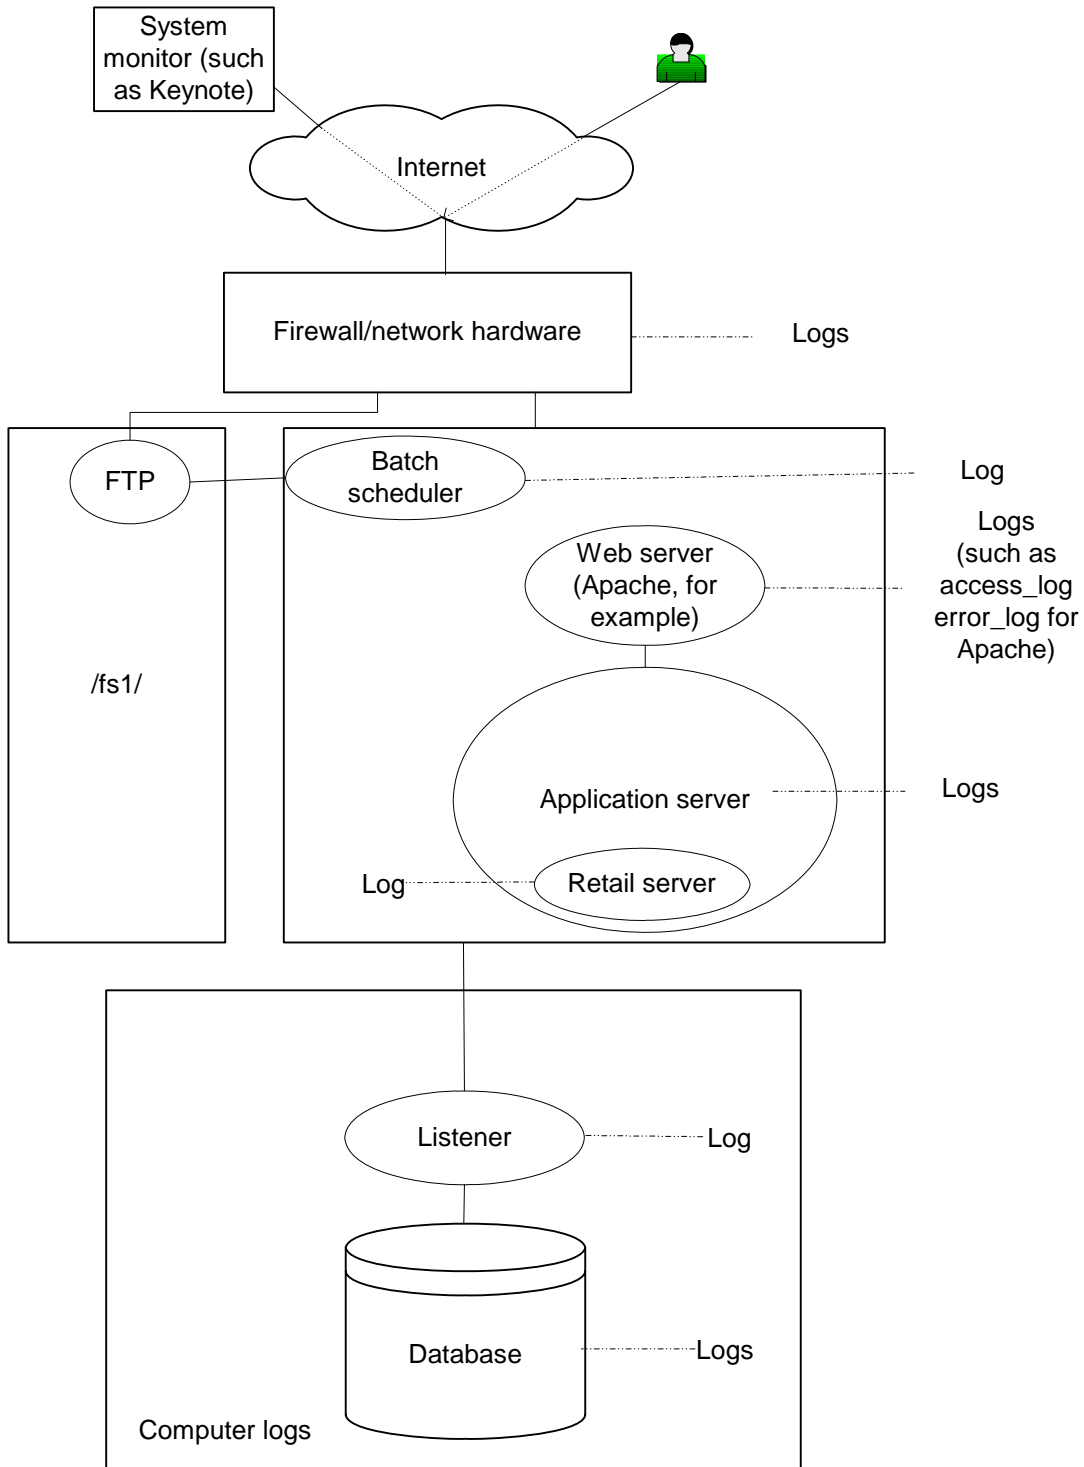 System
monitor (such
as Keynote)
Internet
Firewall/network hardware
Logs
FTP
Batch
scheduler
Log
Web server
(Apache, for
example)
Logs
(such as
access_log
error_log for
Apache)
/fs1/
Application server
Logs
Log
Retail server
Listener
Log
Database
Logs
Computer logs